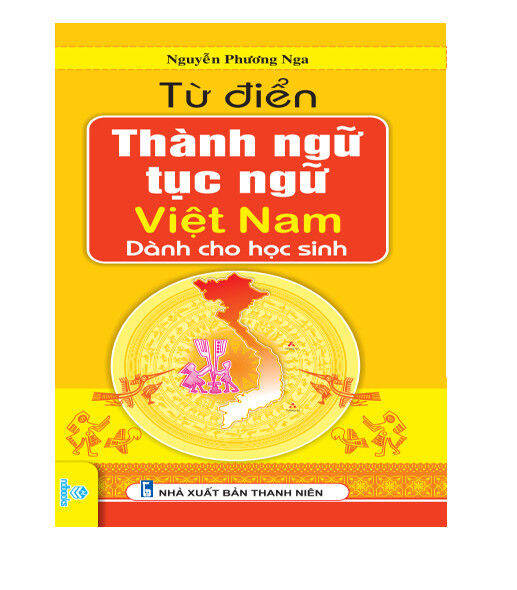 Nguyễn Phương Nga
Từ điển
Thành ngữ
tục ngữ
Việt Nam
Dành cho học sinh
ndbooks
NHÀ XUẤT BẢN THANH NIÊN